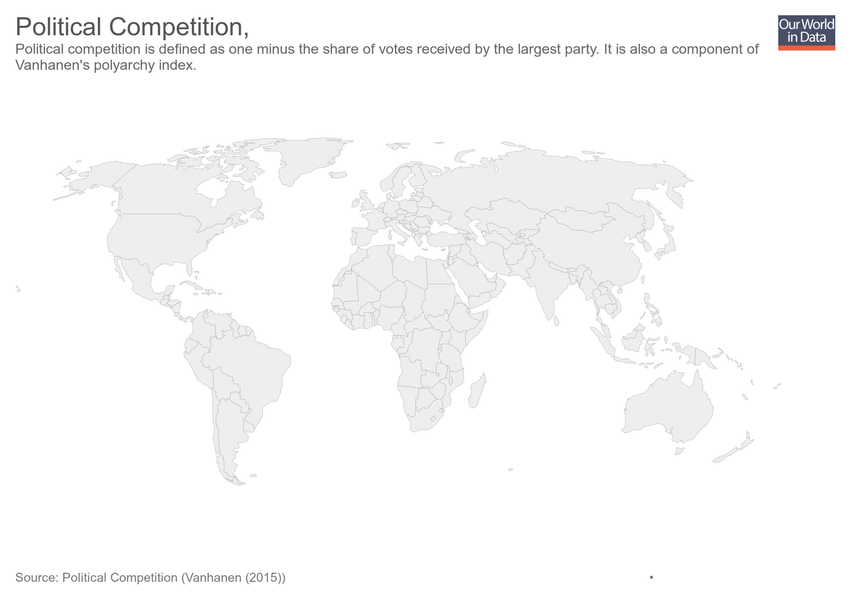 Political Competition,
Our World
in Data
Political competition is defined as one minus the share of votes received by the largest party. It is also a component of
Vanhanen's polyarchy index.
Source: Political Competition (Vanhanen (2015))
•